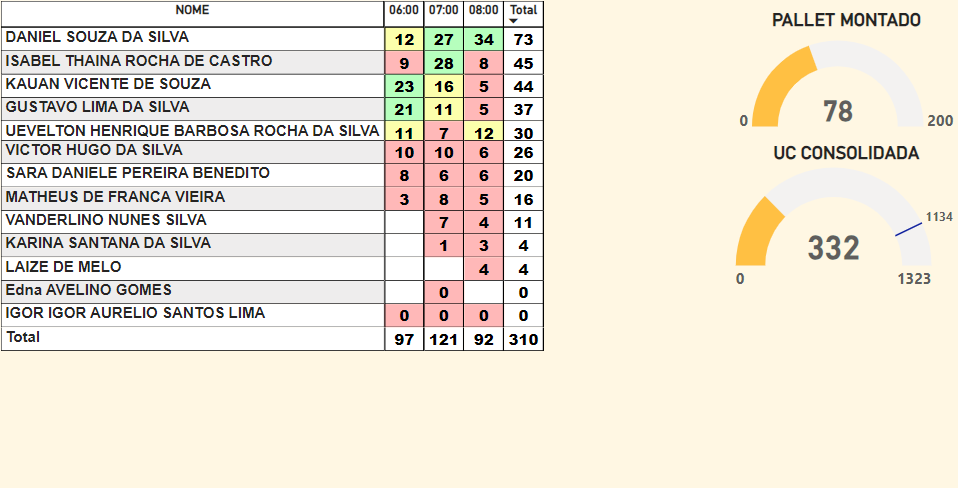 NOME 06:00 07:00 08:00 Total
DANIEL SOUZA DA SILVA 12 27 34 73
ISABEL THAINA ROCHA DE CASTRO 9 28 8 45
KAUAN VICENTE DE SOUZA 23 16 5 44
GUSTAVO LIMA DA SILVA 21 11 5 37
UEVELTON HENRIQUE BARBOSA ROCHA DA SILVA 11 7 12 30
VICTOR HUGO DA SILVA 10 10 6 26
SARA DANIELE PEREIRA BENEDITO 8 6 6 20
MATHEUS DE FRANCA VIEIRA 3 8 5 16
VANDERLINO NUNES SILVA 7 4 11
KARINA SANTANA DA SILVA 1 3 4
LAIZE DE MELO 4 4
Edna AVELINO GOMES 0 0
IGOR IGOR AURELIO SANTOS LIMA 0 0 0 0
Total 97 121 92 310
PALLET MONTADO
78
0 200
UC CONSOLIDADA
1134
332
0 1323